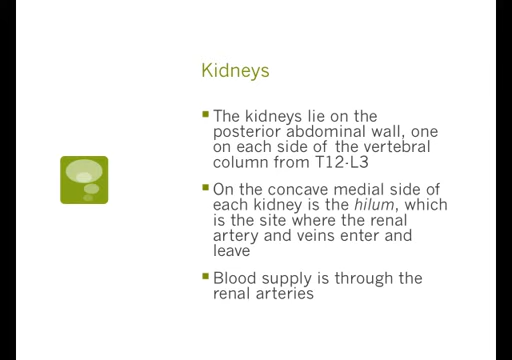 Kidneys
The kidneys lie on the
posterior abdominal wall, one
on each side of the vertebral
column from T12-L3
On the concave medial side of
each kidney is the hilum, which
is the site where the renal
artery and veins enter and
leave
Blood supply is through the
renal arteries